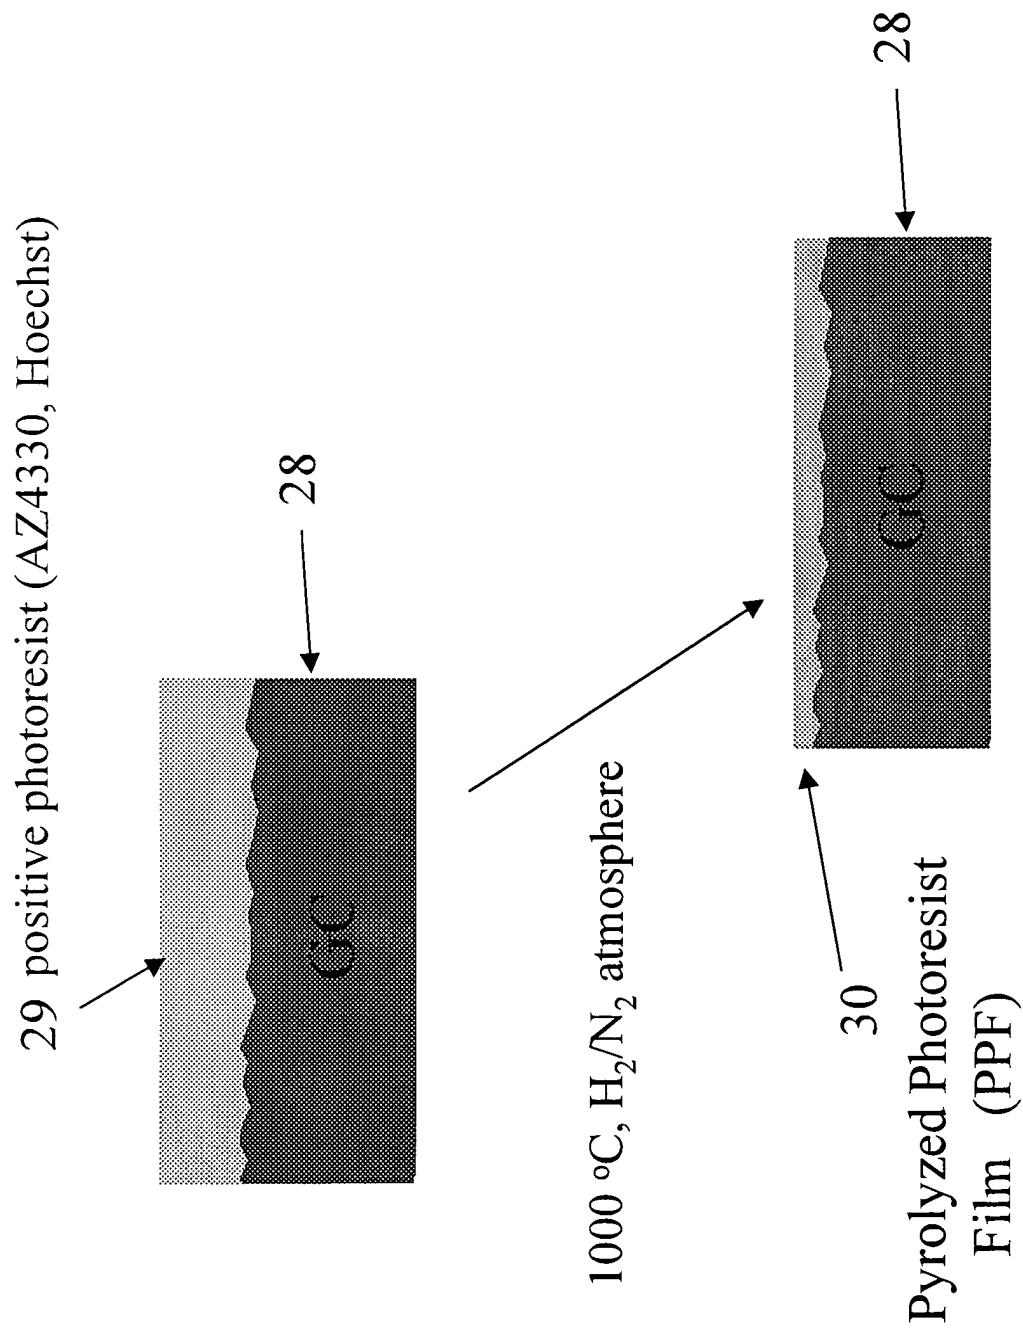 29 positive photoresist (AZ4330, Hoechst)
GC
28
1000 °C, H₂/N₂ atmosphere
30
Pyrolyzed Photoresist
Film (PPF)
GC
28